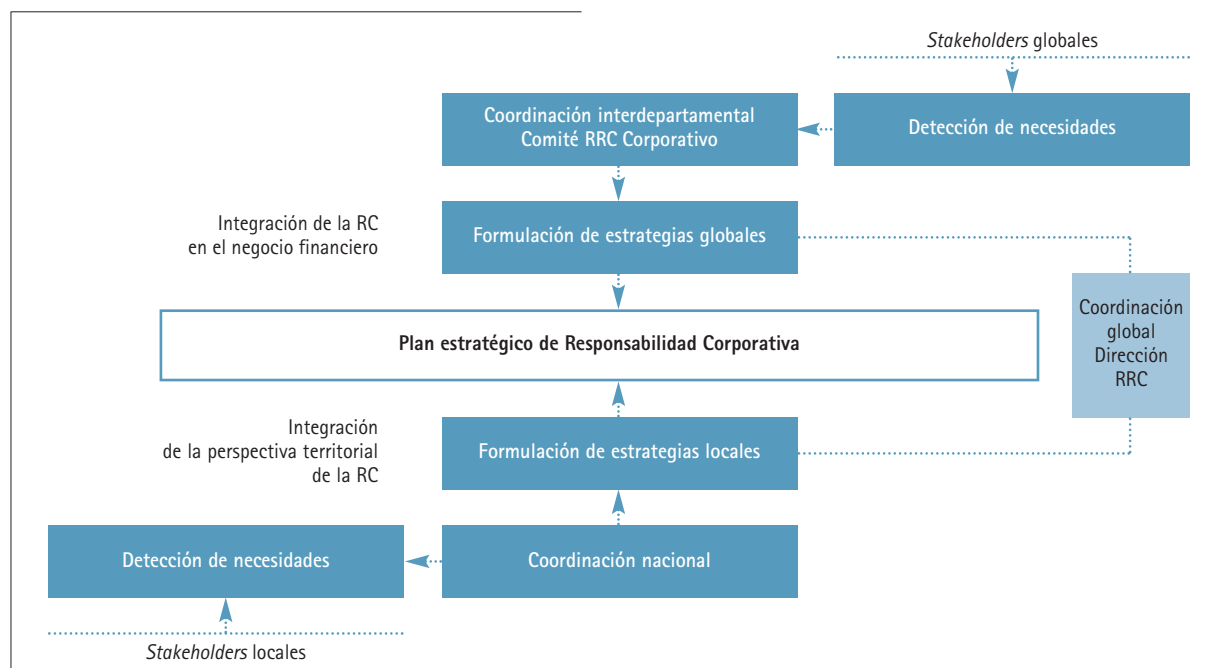 Stakeholders globales
Coordinación interdepartamental
Comité RRC Corporativo
Detección de necesidades
Integración de la RC
en el negocio financiero
Formulación de estrategias globales
Coordinación
global
Dirección
RRC
Plan estratégico de Responsabilidad Corporativa
Integración
de la perspectiva territorial
de la RC
Formulación de estrategias locales
Detección de necesidades
Coordinación nacional
Stakeholders locales